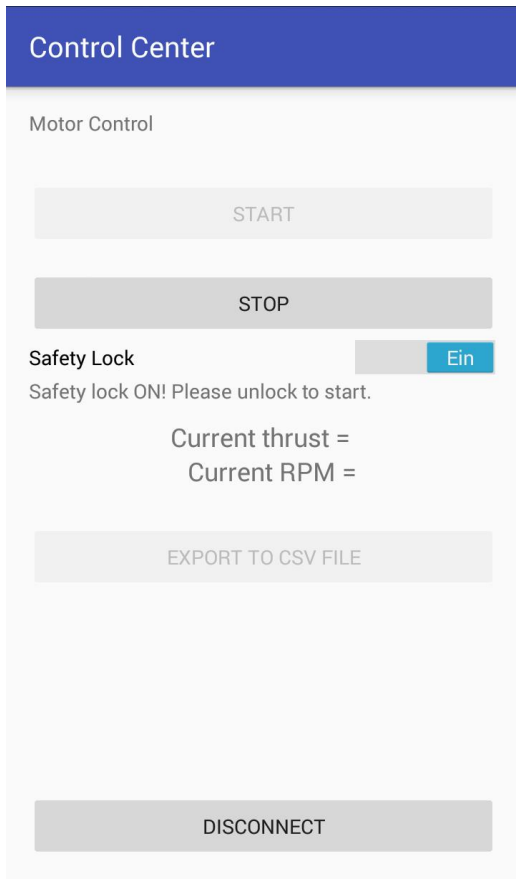 Control Center
Motor Control
START
STOP
Safety Lock Ein
Safety lock ON! Please unlock to start.
Current thrust =
Current RPM =
EXPORT TO CSV FILE
DISCONNECT